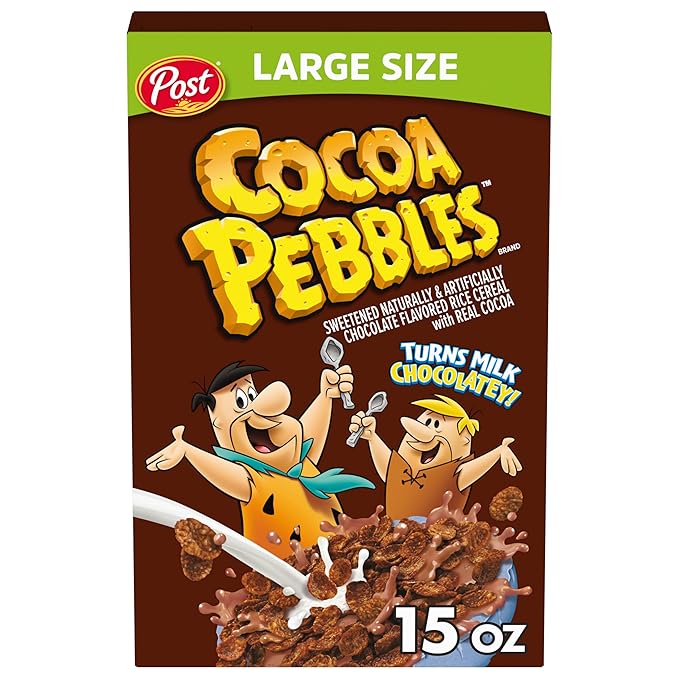 Post
LARGE SIZE
COCOA
PEBBLES™
BRAND
SWEETENED NATURALLY & ARTIFICIALLY
CHOCOLATE FLAVORED RICE CEREAL
with REAL COCOA
TURNS MILK
CHOCOLATEY!
15 OZ